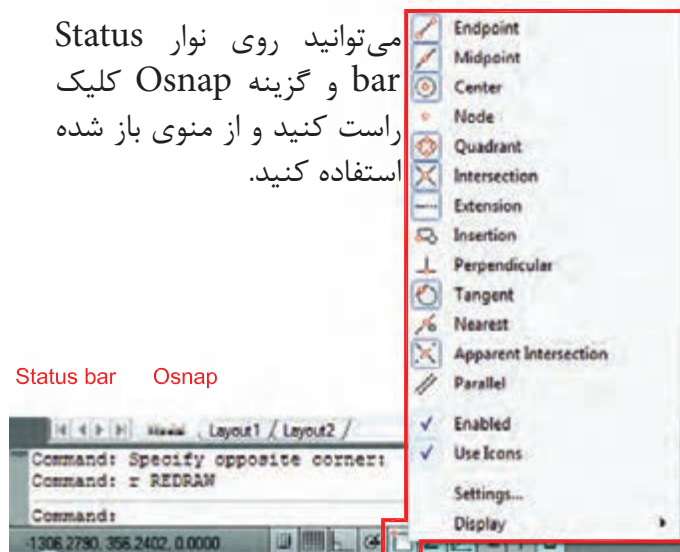 می‌توانید روی نوار Status
bar و گزینه Osnap کلیک
راست کنید و از منوی باز شده
استفاده کنید.
Endpoint
Midpoint
Center
Node
Quadrant
Intersection
Extension
Insertion
Perpendicular
Tangent
Nearest
Apparent Intersection
Parallel
Enabled
Use Icons
Settings...
Display
Status bar Osnap
Model Layout1 / Layout2 /
Command: Specify opposite corner:
Command: r REDRAW
Command:
-1306.2790, 356.2402, 0.0000